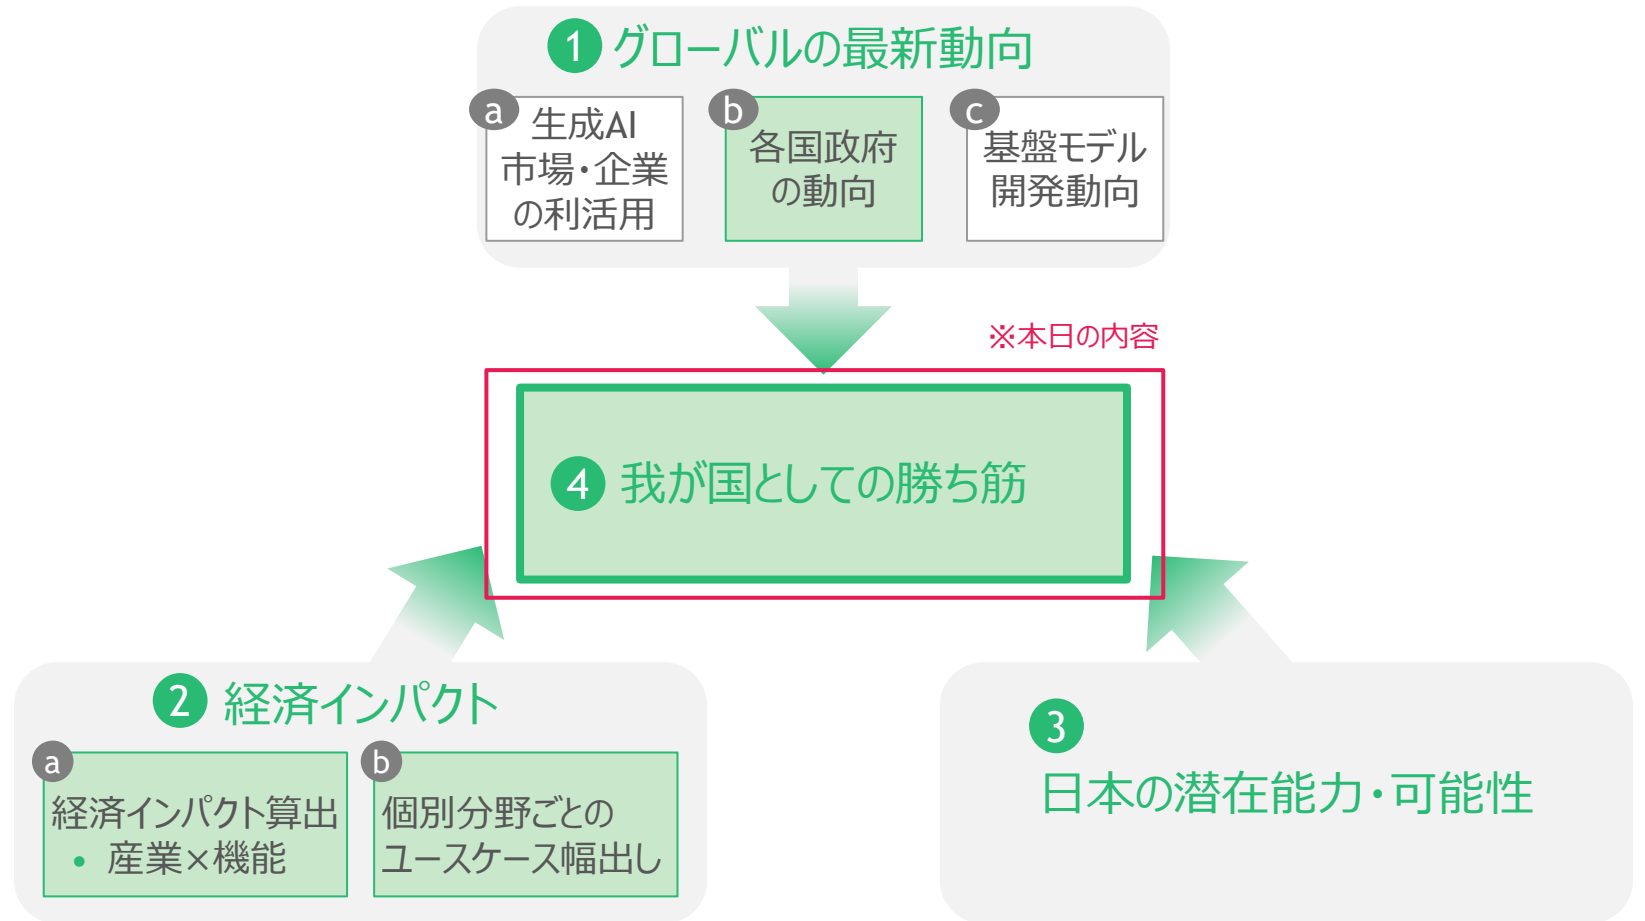 1 グローバルの最新動向
a
生成AI
市場・企業
の利活用
b
各国政府
の動向
c
基盤モデル
開発動向
※本日の内容
4 我が国としての勝ち筋
2 経済インパクト
a
経済インパクト算出
• 産業×機能
b
個別分野ごとの
ユースケース幅出し
3
日本の潜在能力・可能性